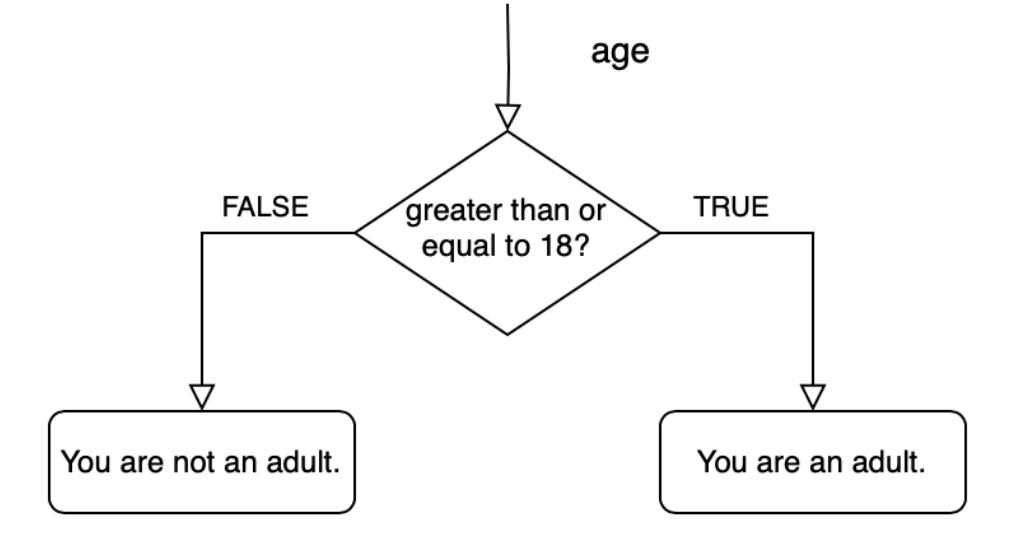 age
FALSE
greater than or
equal to 18?
TRUE
You are not an adult.
You are an adult.